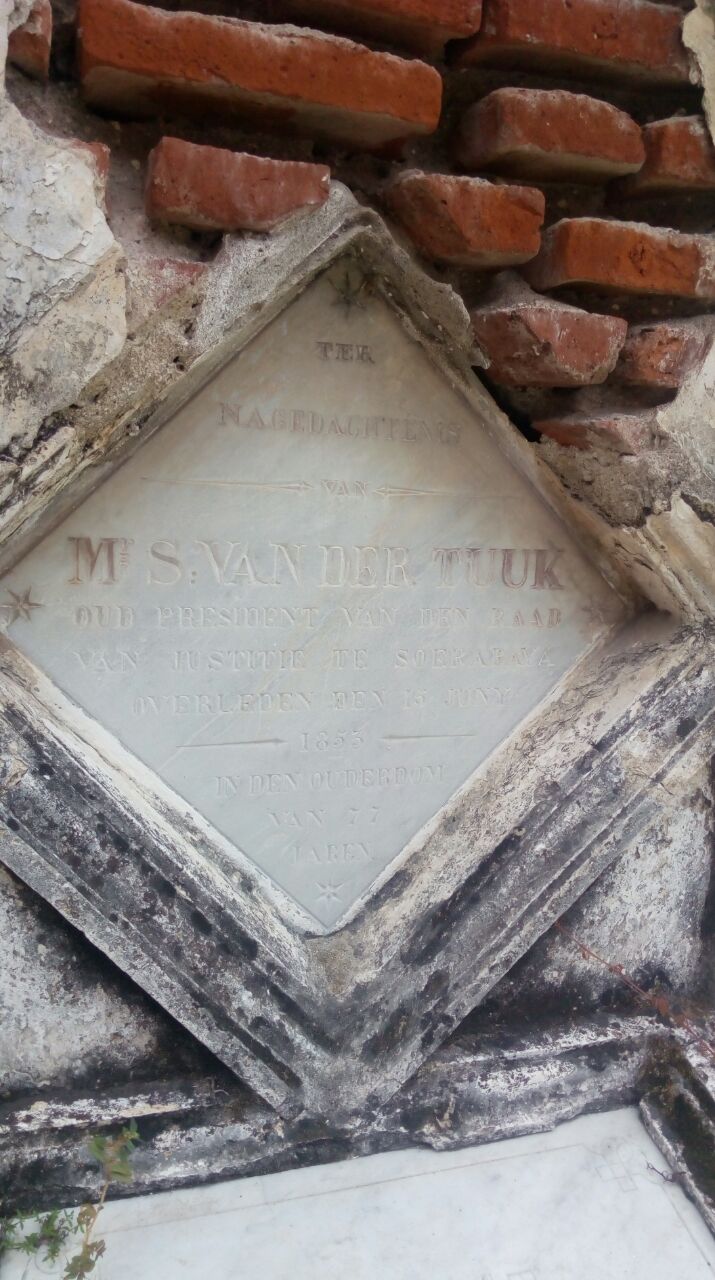 TER
NAGEDACHTENIS
VAN
Mr S: VAN DER TUUK
OUD PRESIDENT VAN DEN RAAD
VAN JUSTITIE TE SOERABAYA
OVERLEDEN DEN 15 JUNY
1853
IN DEN OUDERDOM
VAN 77
JAREN